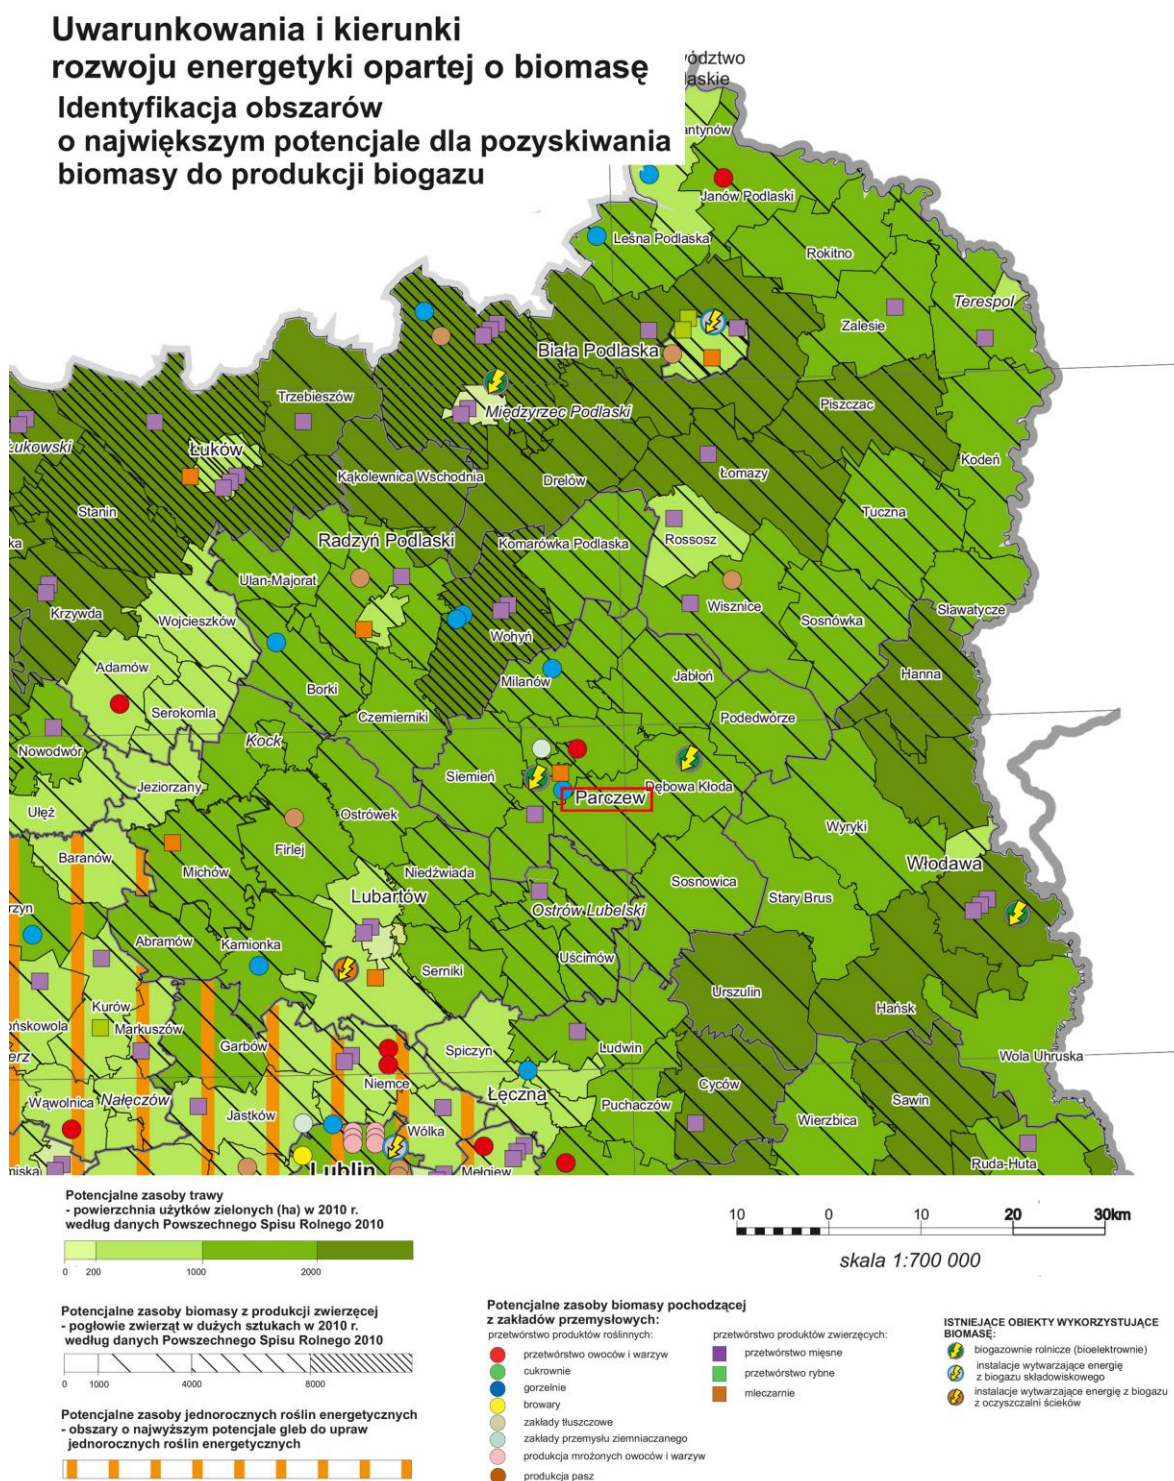 Uwarunkowania i kierunki
rozwoju energetyki opartej o biomasę
Identyfikacja obszarów
o największym potencjale dla pozyskiwania
biomasy do produkcji biogazu
wództwo
laskie
antynów
Janów Podlaski
Leśna Podlaska
Rokitno
Terespol
Zalesie
Biała Podlaska
Trzebieszów
Międzyrzec Podlaski
Piszczac
Łukowski
Łuków
Kąkolewnica Wschodnia
Drelów
Łomazy
Kodeń
Stanin
Tuczna
Radzyń Podlaski
Komarówka Podlaska
Rossosz
ka
Ulan-Majorat
Krzywda
Wojcieszków
Wisznice
Sosnówka
Sławatycze
Wohyń
Adamów
Milanów
Jabłoń
Hanna
Borki
Serokomla
Czemierniki
Podedwórze
Kock
Nowodwór
Jeziorzany
Siemień
Dębowa Kłoda
Parczew
Ułęż
Ostrówek
Wyryki
Baranów
Firlej
Michów
Niedźwiada
Włodawa
Sosnowica
Lubartów
Stary Brus
rzyn
Ostrów Lubelski
Abramów
Kamionka
Uścimów
Serniki
Urszulin
Kurów
Hańsk
ońskowola
Markuszów
Garbów
Spiczyn
Ludwin
Wola Uhruska
erz
Niemce
Cyców
Łęczna
Wąwolnica
Nałęczów
Jastków
Puchaczów
Sawin
Wólka
Wierzbica
miska
Lublin
Mełgiew
Ruda-Huta
Potencjalne zasoby trawy
- powierzchnia użytków zielonych (ha) w 2010 r.
według danych Powszechnego Spisu Rolnego 2010
0 200 1000 2000
10 0 10 20 30km
skala 1:700 000
Potencjalne zasoby biomasy z produkcji zwierzęcej
- pogłowie zwierząt w dużych sztukach w 2010 r.
według danych Powszechnego Spisu Rolnego 2010
0 1000 4000 8000
Potencjalne zasoby jednorocznych roślin energetycznych
- obszary o najwyższym potencjale gleb do upraw
jednorocznych roślin energetycznych
Potencjalne zasoby biomasy pochodzącej
z zakładów przemysłowych:
przetwórstwo produktów roślinnych:
przetwórstwo owoców i warzyw
cukrownie
gorzelnie
browary
zakłady tłuszczowe
zakłady przemysłu ziemniaczanego
produkcja mrożonych owoców i warzyw
produkcja pasz
przetwórstwo produktów zwierzęcych:
przetwórstwo mięsne
przetwórstwo rybne
mleczarnie
ISTNIEJĄCE OBIEKTY WYKORZYSTUJĄCE
BIOMASĘ:
biogazownie rolnicze (bioelektrownie)
instalacje wytwarzające energię
z biogazu składowiskowego
instalacje wytwarzające energię z biogazu
z oczyszczalni ścieków